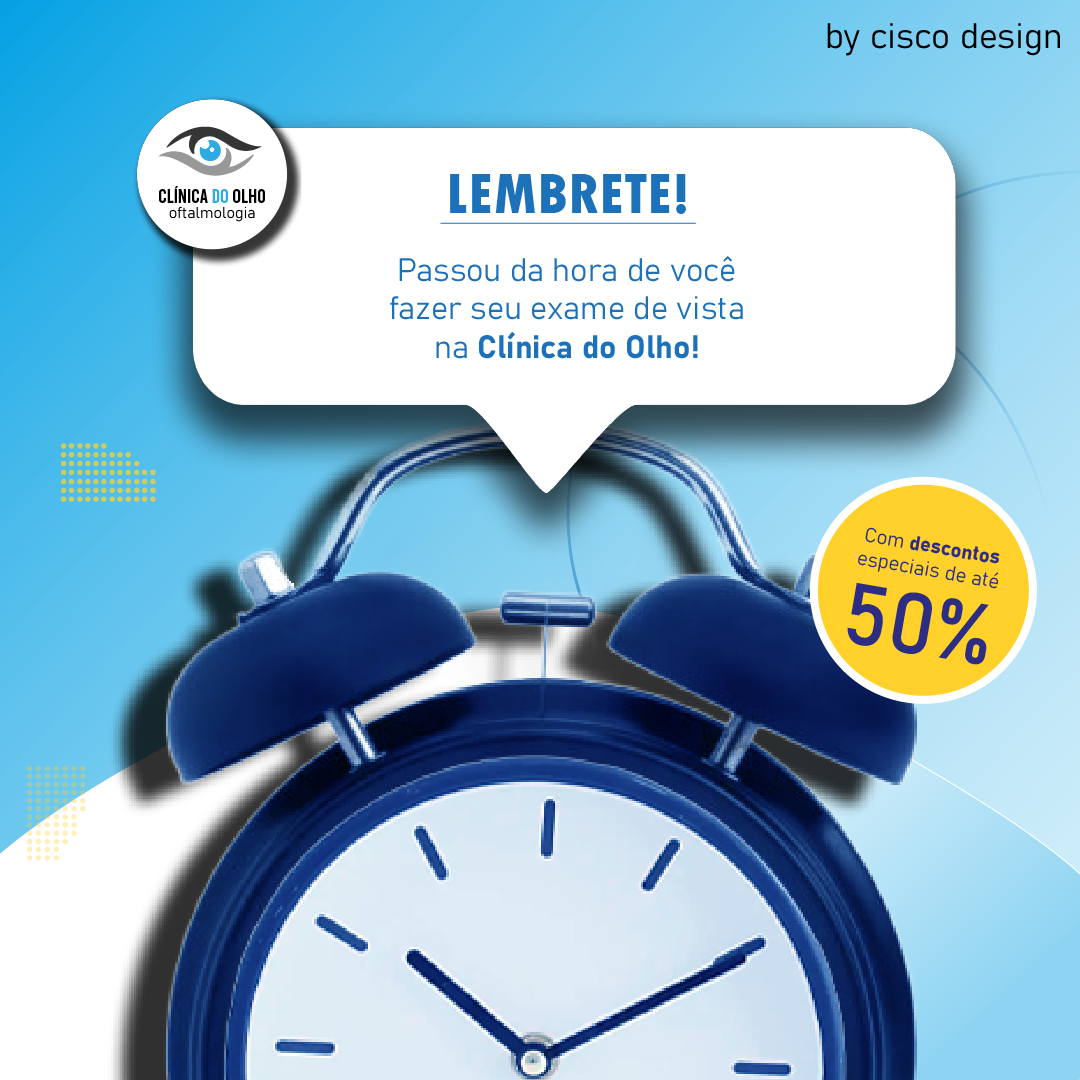 by cisco design
CLÍNICA DO OLHO
oftalmologia
LEMBRETE!
Passou da hora de você
fazer seu exame de vista
na Clínica do Olho!
Com descontos
especiais de até
50%